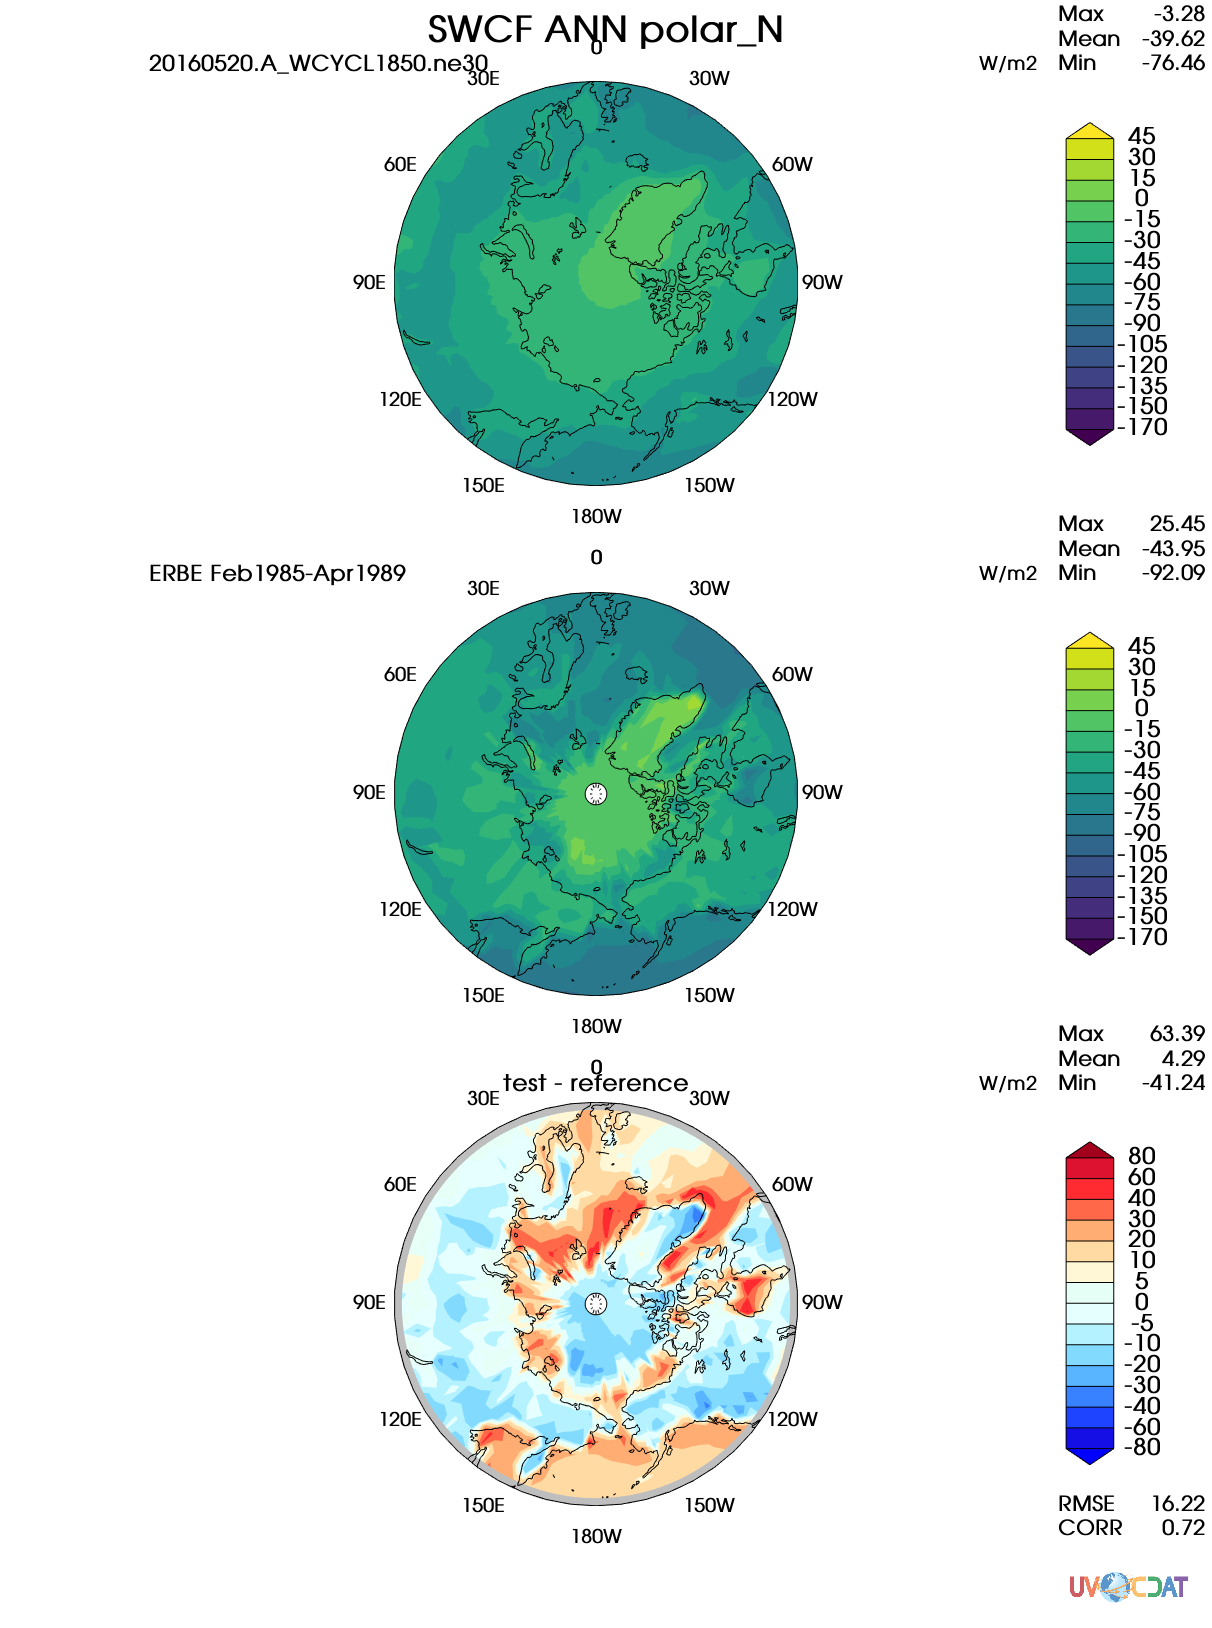 SWCF ANN polar_N
20160520.A_WCYCL1850.ne30
W/m2
Max -3.28
Mean -39.62
Min -76.46
0
30E
30W
60E
60W
90E
90W
120E
120W
150E
150W
180W
45
30
15
0
-15
-30
-45
-60
-75
-90
-105
-120
-135
-150
-170
ERBE Feb1985-Apr1989
W/m2
Max 25.45
Mean -43.95
Min -92.09
0
30E
30W
60E
60W
90E
90W
120E
120W
150E
150W
180W
45
30
15
0
-15
-30
-45
-60
-75
-90
-105
-120
-135
-150
-170
test - reference
W/m2
Max 63.39
Mean 4.29
Min -41.24
0
30E
30W
60E
60W
90E
90W
120E
120W
150E
150W
180W
80
60
40
30
20
10
5
0
-5
-10
-20
-30
-40
-60
-80
RMSE 16.22
CORR 0.72
UV CDAT